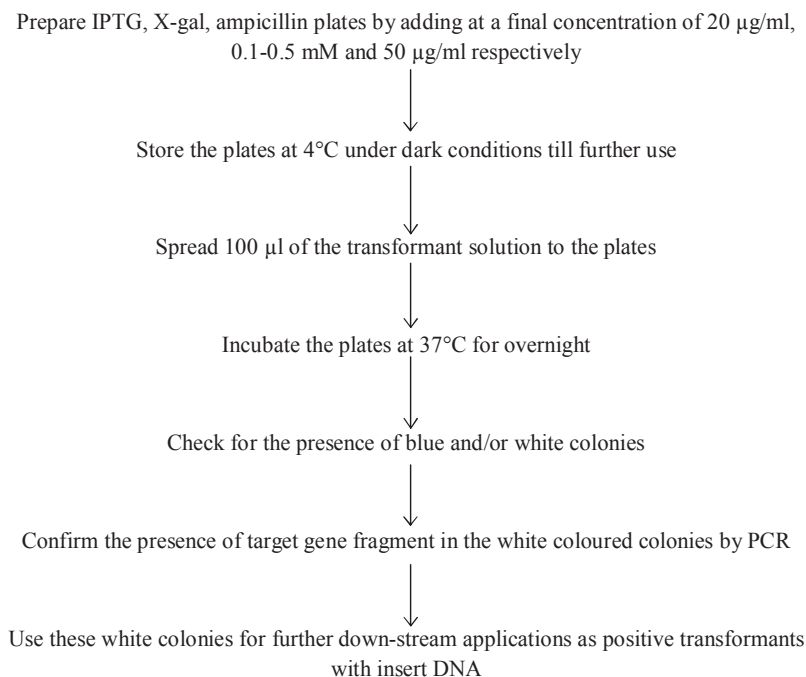 Prepare IPTG, X-gal, ampicillin plates by adding at a final concentration of 20 µg/ml,
0.1-0.5 mM and 50 µg/ml respectively
Store the plates at 4°C under dark conditions till further use
Spread 100 µl of the transformant solution to the plates
Incubate the plates at 37°C for overnight
Check for the presence of blue and/or white colonies
Confirm the presence of target gene fragment in the white coloured colonies by PCR
Use these white colonies for further down-stream applications as positive transformants
with insert DNA